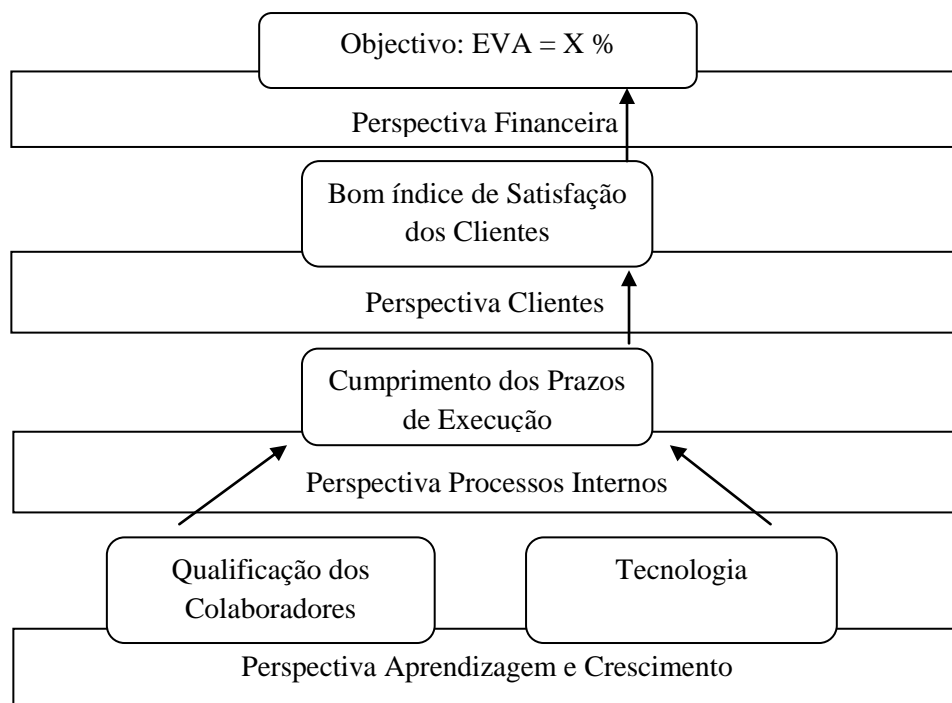 Objectivo: EVA = X %
Perspectiva Financeira
Bom índice de Satisfação
dos Clientes
Perspectiva Clientes
Cumprimento dos Prazos
de Execução
Perspectiva Processos Internos
Qualificação dos
Colaboradores
Tecnologia
Perspectiva Aprendizagem e Crescimento